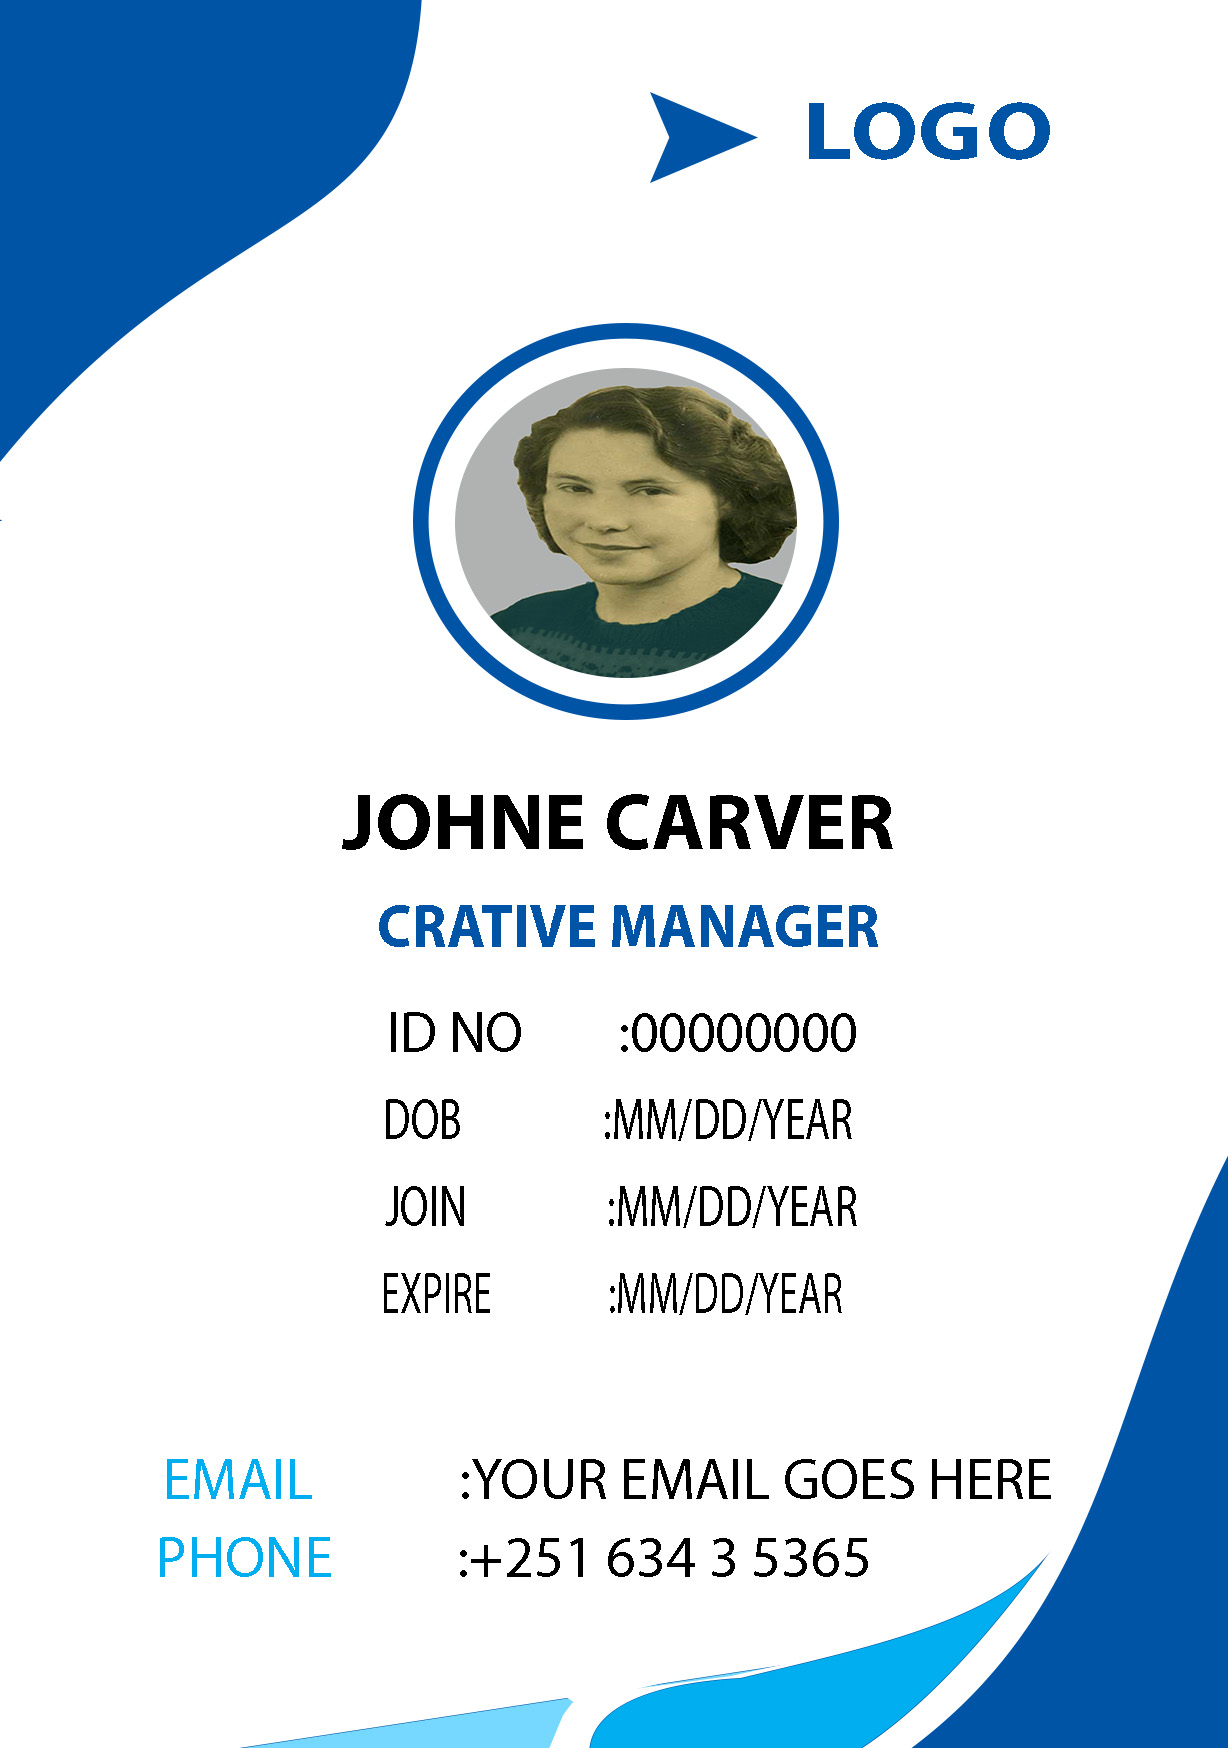 LOGO
JOHNE CARVER
CRATIVE MANAGER
ID NO :00000000
DOB :MM/DD/YEAR
JOIN :MM/DD/YEAR
EXPIRE :MM/DD/YEAR
EMAIL :YOUR EMAIL GOES HERE
PHONE :+251 634 3 5365